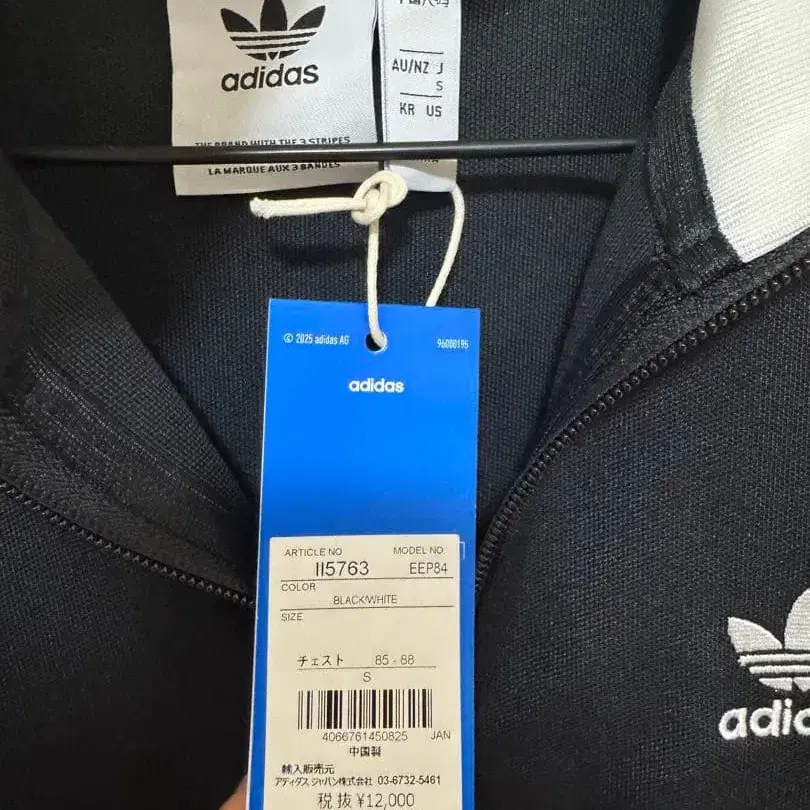 adidas
THE BRAND WITH THE 3 STRIPES
LA MARQUE AUX 3 BANDES
AU/NZ J
S
KR US
© 2025 adidas AG 96000195
adidas
ARTICLE NO MODEL NO.
II5763 EEP84
COLOR
BLACK/WHITE
SIZE
チェスト 85 - 88
S
4066761450825 JAN
中国製
輸入販売元
アディダス ジャパン株式会社 03-6732-5461
税抜 ¥12,000